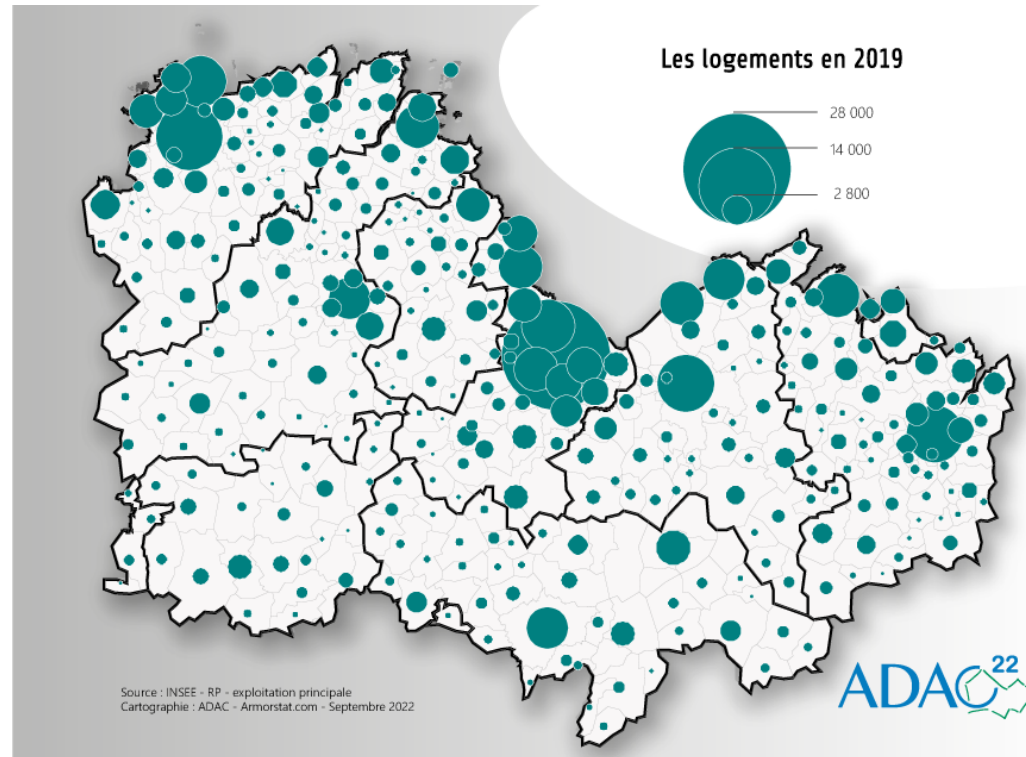 Les logements en 2019
28 000
14 000
2 800
Source : INSEE - RP - exploitation principale
Cartographie : ADAC - Armorstat.com - Septembre 2022
ADAC 22